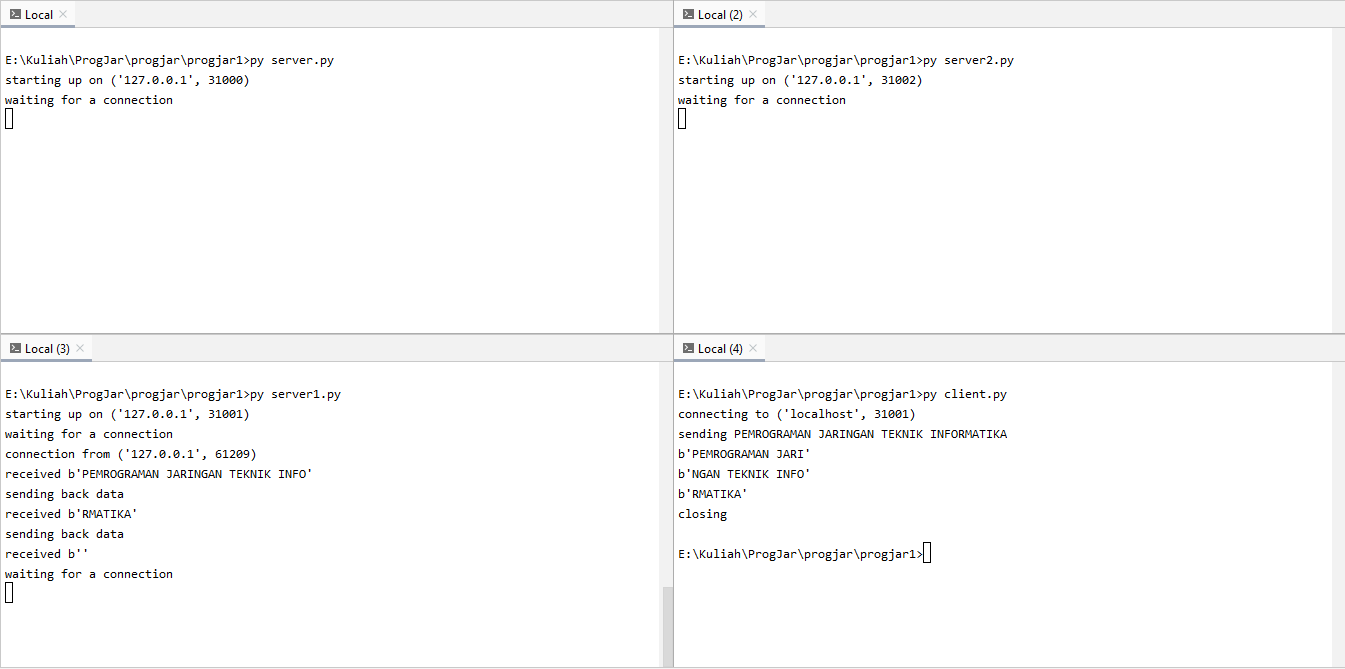 Local
E:\Kuliah\ProgJar\progjar\progjar1>py server.py
starting up on ('127.0.0.1', 31000)
waiting for a connection
Local (2)
E:\Kuliah\ProgJar\progjar\progjar1>py server2.py
starting up on ('127.0.0.1', 31002)
waiting for a connection
Local (3)
E:\Kuliah\ProgJar\progjar\progjar1>py server1.py
starting up on ('127.0.0.1', 31001)
waiting for a connection
connection from ('127.0.0.1', 61209)
received b'PEMROGRAMAN JARINGAN TEKNIK INFO'
sending back data
received b'RMATIKA'
sending back data
received b''
waiting for a connection
Local (4)
E:\Kuliah\ProgJar\progjar\progjar1>py client.py
connecting to ('localhost', 31001)
sending PEMROGRAMAN JARINGAN TEKNIK INFORMATIKA
b'PEMROGRAMAN JARI'
b'NGAN TEKNIK INFO'
b'RMATIKA'
closing
E:\Kuliah\ProgJar\progjar\progjar1>